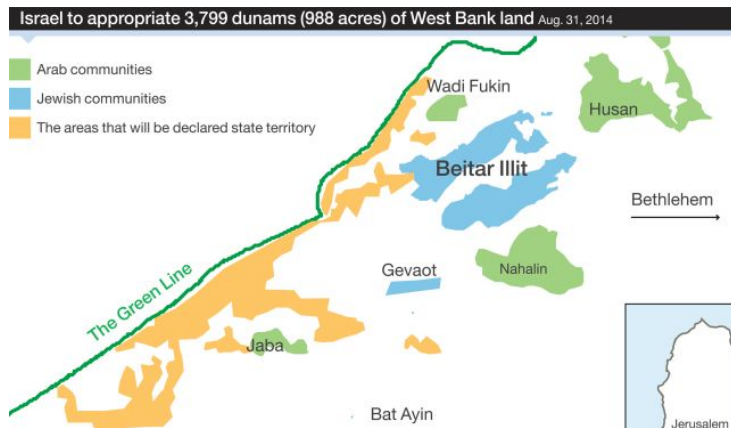 Israel to appropriate 3,799 dunams (988 acres) of West Bank land Aug. 31, 2014
Arab communities
Jewish communities
The areas that will be declared state territory
Wadi Fukin
Husan
Beitar Illit
Bethlehem
Nahalin
Gevaot
The Green Line
Jaba
Bat Ayin
Jerusalem